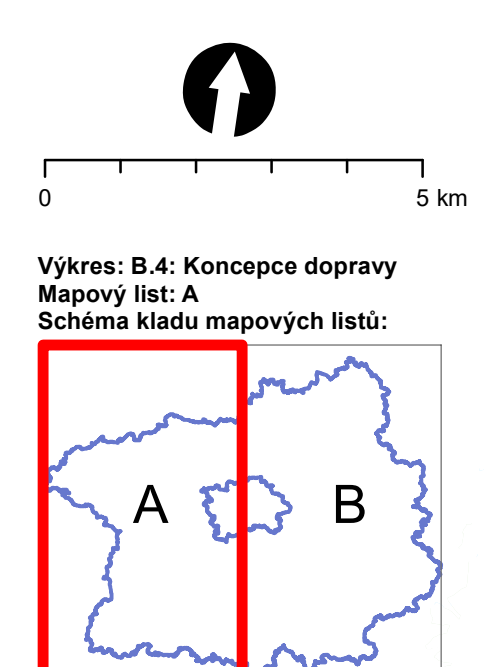 0 5 km
Výkres: B.4: Koncepce dopravy
Mapový list: A
Schéma kladu mapových listů:
A B